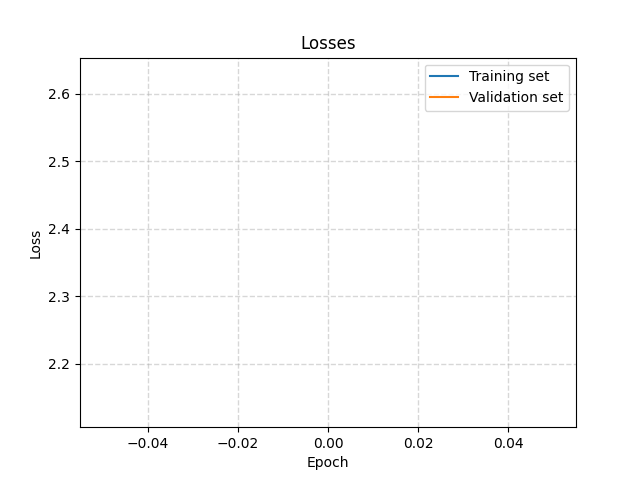 Losses
Training set
Validation set
2.6
2.5
2.4
2.3
2.2
Loss
−0.04
−0.02
0.00
0.02
0.04
Epoch